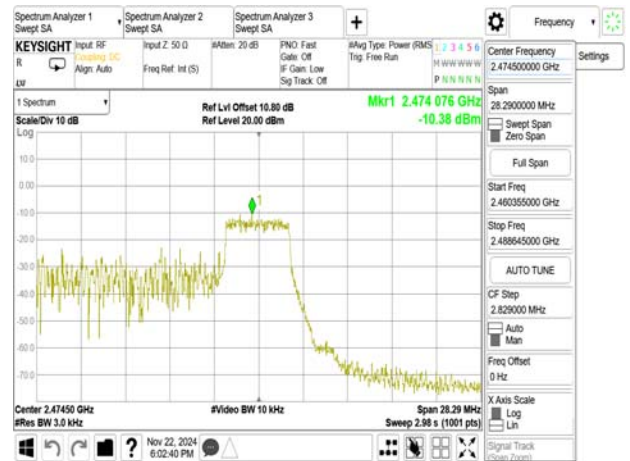 Spectrum Analyzer 1
Swept SA
Spectrum Analyzer 2
Swept SA
Spectrum Analyzer 3
Swept SA
+
Frequency
KEYSIGHT
R
Input: RF
Coupling: DC
Align: Auto
Input Z: 50 Ω
Freq Ref: Int (S)
#Atten: 20 dB
PNO: Fast
Gate: Off
IF Gain: Low
Sig Track: Off
#Avg Type: Power (RMS
Trig: Free Run
1 2 3 4 5 6
M W W W W W
P N N N N N
Center Frequency
2.474500000 GHz
Settings
Span
28.2900000 MHz
Swept Span
Zero Span
Full Span
Start Freq
2.460355000 GHz
Stop Freq
2.488645000 GHz
AUTO TUNE
CF Step
2.829000 MHz
Auto
Man
Freq Offset
0 Hz
X Axis Scale
Log
Lin
Signal Track
(Span Zoom)
1 Spectrum
Scale/Div 10 dB
Log
Ref Lvl Offset 10.80 dB
Ref Level 20.00 dBm
Mkr1 2.474 076 GHz
-10.38 dBm
10.0
0.00
-10.0
-20.0
-30.0
-40.0
-50.0
-60.0
-70.0
1
Center 2.47450 GHz
#Res BW 3.0 kHz
#Video BW 10 kHz
Span 28.29 MHz
Sweep 2.98 s (1001 pts)
?
Nov 22, 2024
6:02:40 PM